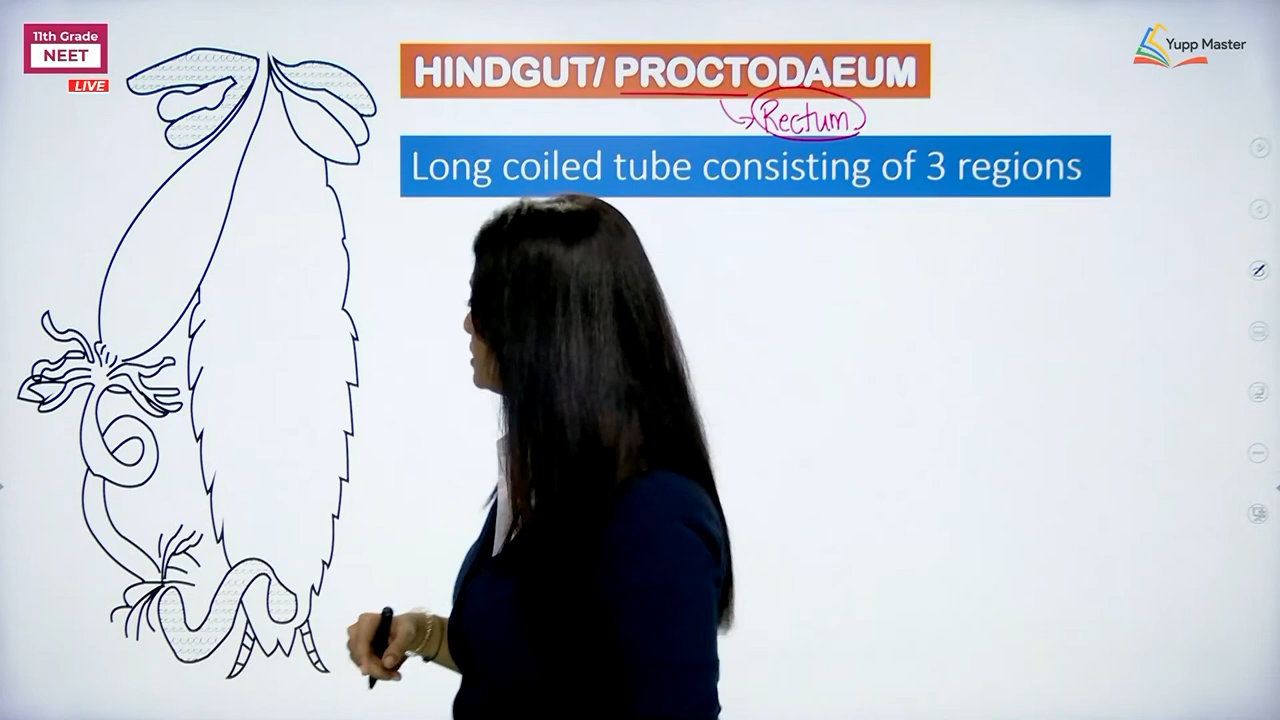 11th Grade
NEET
LIVE
Yupp Master
HINDGUT/ PROCTODAEUM
Rectum
Long coiled tube consisting of 3 regions